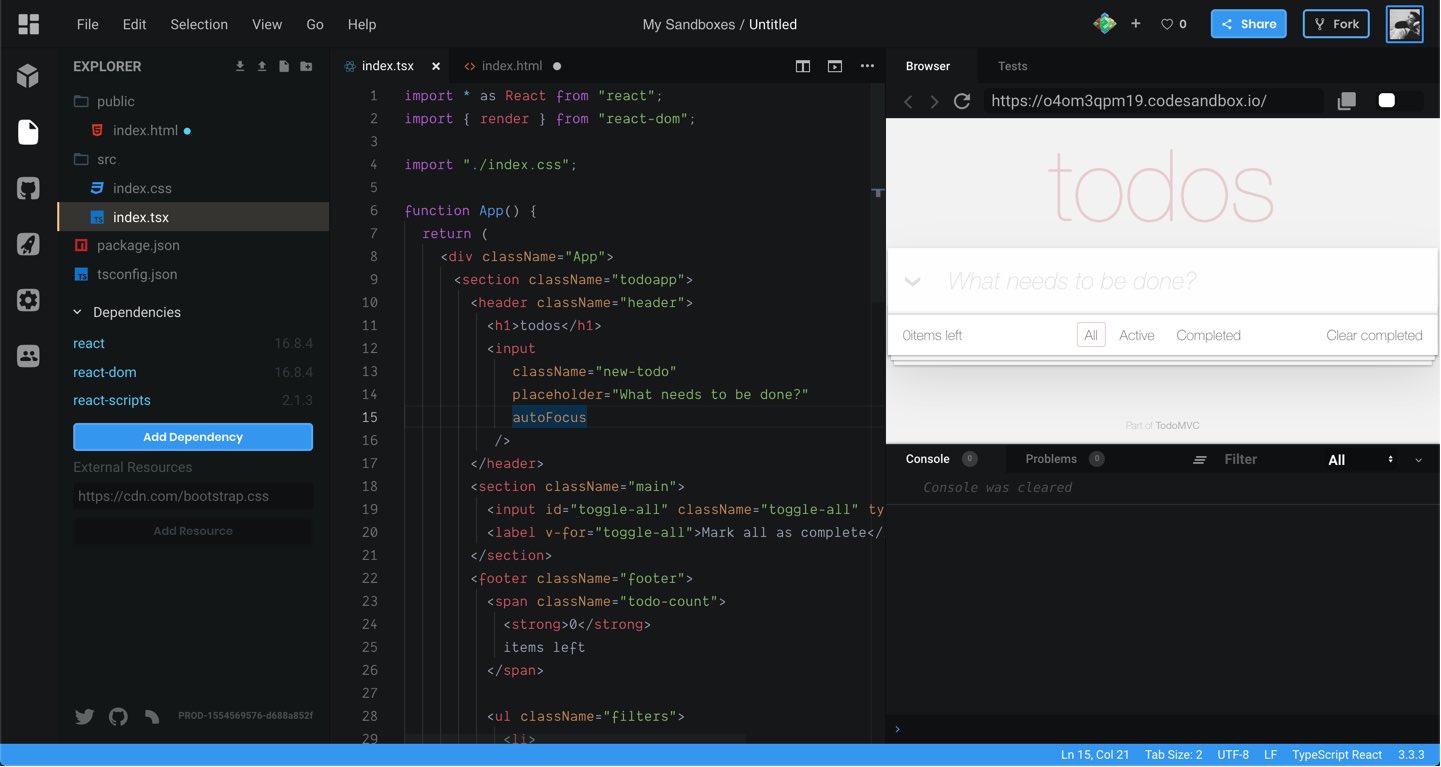 File Edit Selection View Go Help
My Sandboxes / Untitled
0
Share
Fork
EXPLORER
public
index.html
src
index.css
index.tsx
package.json
tsconfig.json
Dependencies
react 16.8.4
react-dom 16.8.4
react-scripts 2.1.3
Add Dependency
External Resources
https://cdn.com/bootstrap.css
Add Resource
PROD-1554569576-d688a852f
index.tsx
index.html
1 import * as React from "react";
2 import { render } from "react-dom";
3
4 import "./index.css";
5
6 function App() {
7 return (
8 <div className="App">
9 <section className="todoapp">
10 <header className="header">
11 <h1>todos</h1>
12 <input
13 className="new-todo"
14 placeholder="What needs to be done?"
15 autoFocus
16 />
17 </header>
18 <section className="main">
19 <input id="toggle-all" className="toggle-all" ty
20 <label v-for="toggle-all">Mark all as complete</
21 </section>
22 <footer className="footer">
23 <span className="todo-count">
24 <strong>0</strong>
25 items left
26 </span>
27
28 <ul className="filters">
29 <li>
Browser Tests
https://o4om3qpm19.codesandbox.io/
todos
What needs to be done?
0items left All Active Completed Clear completed
Part of TodoMVC
Console 0 Problems 0 Filter All
Console was cleared
Ln 15, Col 21 Tab Size: 2 UTF-8 LF TypeScript React 3.3.3